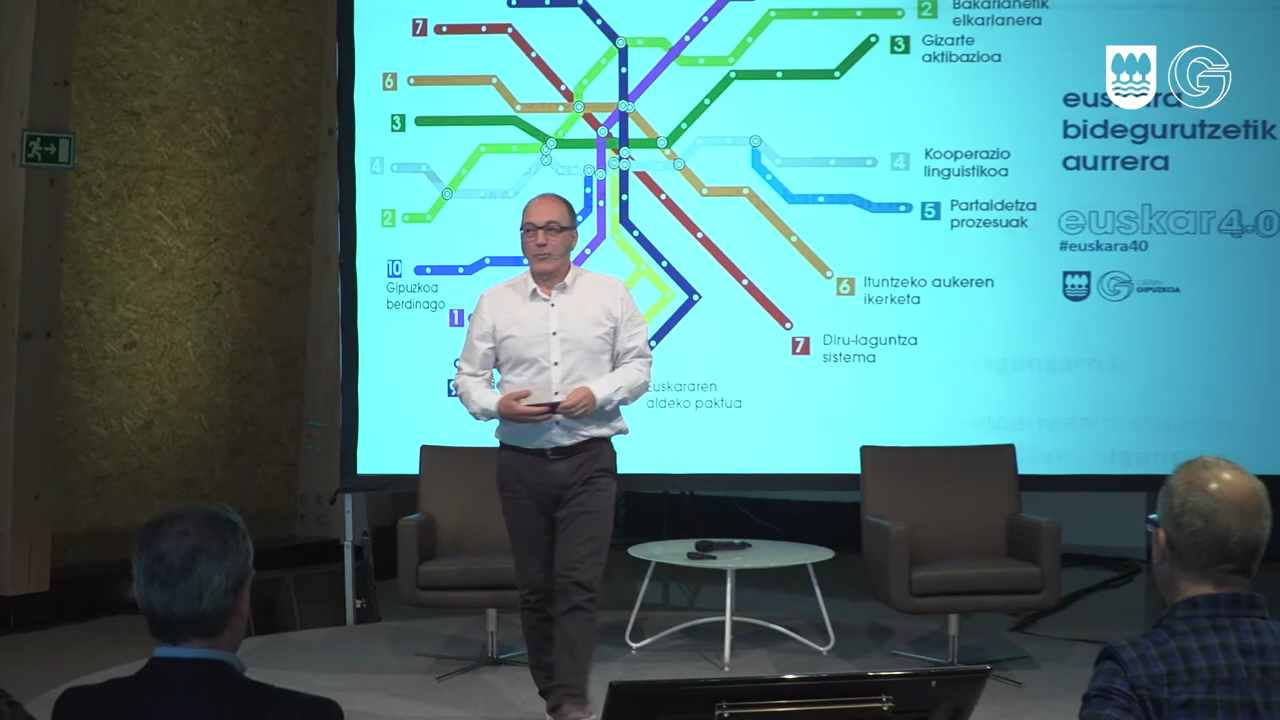 7
2 Bakarlanetik
elkarlanera
3 Gizarte
aktibazioa
6
euskara
bidegurutzetik
aurrera
3
4
4 Kooperazio
linguistikoa
2
5 Partaidetza
prozesuak
euskar4.0
#euskara40
10
Gipuzkoa
berdinago
GIPUZKOA
6 Ituntzeko aukeren
ikerketa
1
7 Diru-laguntza
sistema
9
Euskararen
aldeko paktua